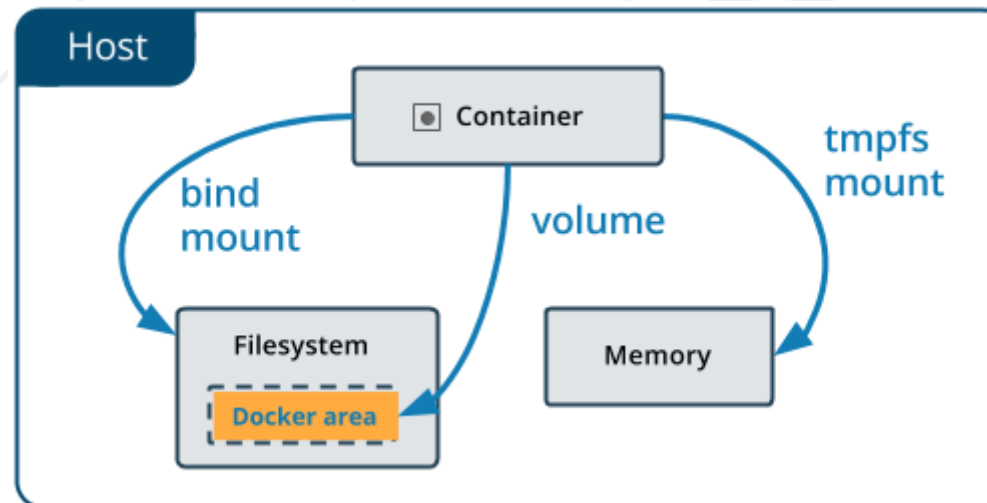 Host
Container
bind
mount
volume
tmpfs
mount
Filesystem
Docker area
Memory